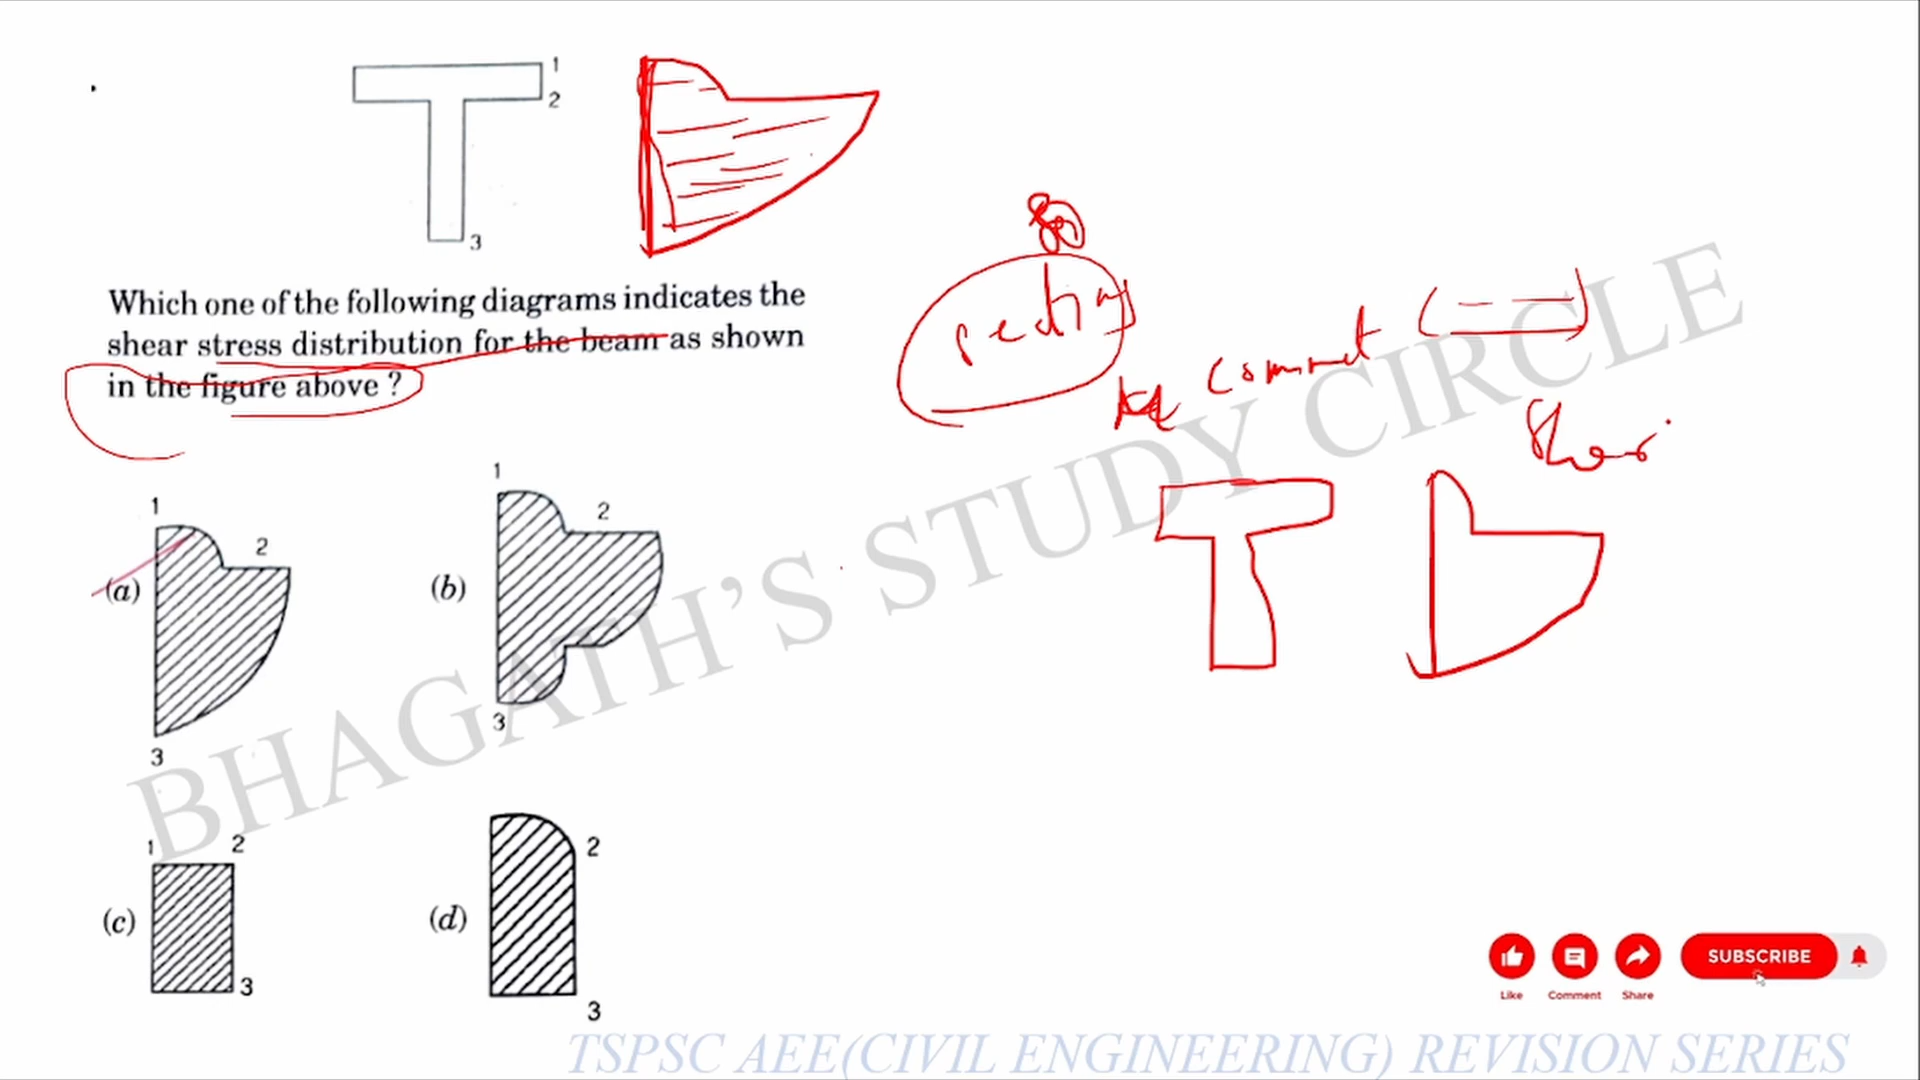 1
2
3
Which one of the following diagrams indicates the
shear stress distribution for the beam as shown
in the figure above ?
1
2
(a)
3
1
2
(b)
3
1
2
(c)
3
2
(d)
3
BHAGATH'S STUDY CIRCLE
Like
Comment
Share
SUBSCRIBE
TSPSC AEE(CIVIL ENGINEERING) REVISION SERIES